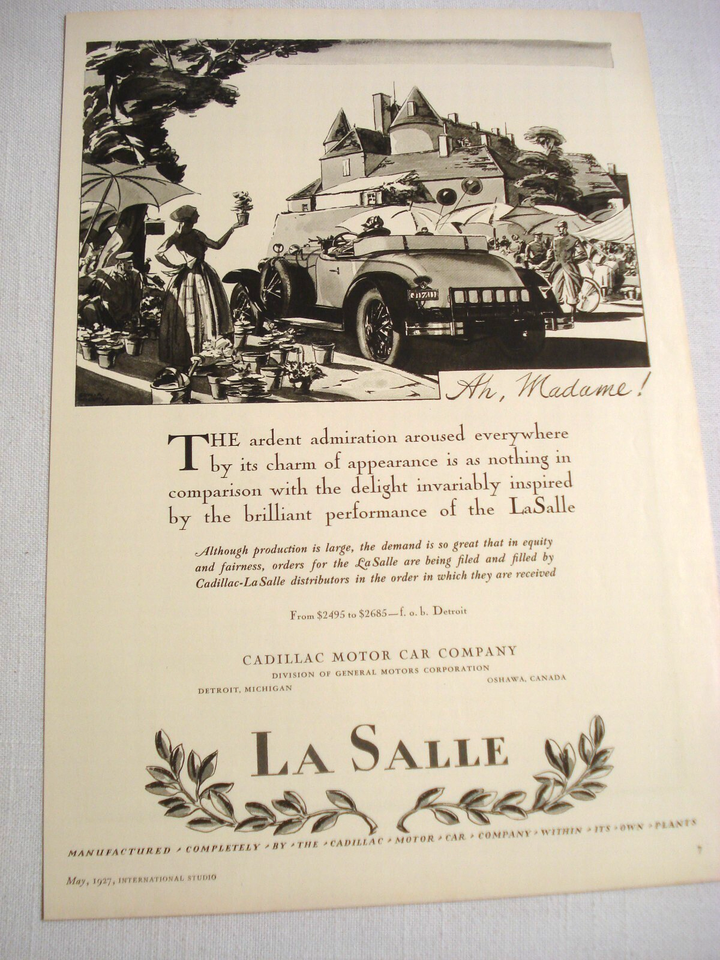 Ah, Madame!
THE ardent admiration aroused everywhere
by its charm of appearance is as nothing in
comparison with the delight invariably inspired
by the brilliant performance of the LaSalle
Although production is large, the demand is so great that in equity
and fairness, orders for the LaSalle are being filed and filled by
Cadillac-LaSalle distributors in the order in which they are received
From $2495 to $2685—f. o. b. Detroit
CADILLAC MOTOR CAR COMPANY
DIVISION OF GENERAL MOTORS CORPORATION
DETROIT, MICHIGAN OSHAWA, CANADA
LA SALLE
MANUFACTURED • COMPLETELY • BY • THE • CADILLAC • MOTOR • CAR • COMPANY • WITHIN • ITS • OWN • PLANTS
May, 1927, INTERNATIONAL STUDIO